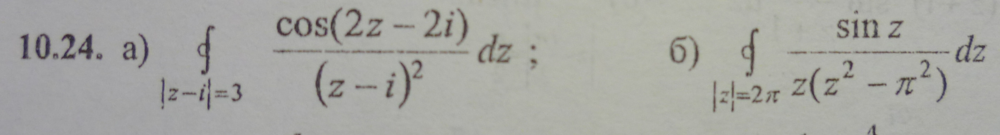 10.24. а) ∮_{|z−i|=3} cos(2z − 2i)/(z − i)² dz ; б) ∮_{|z|=2π} sin z/(z(z² − π²)) dz